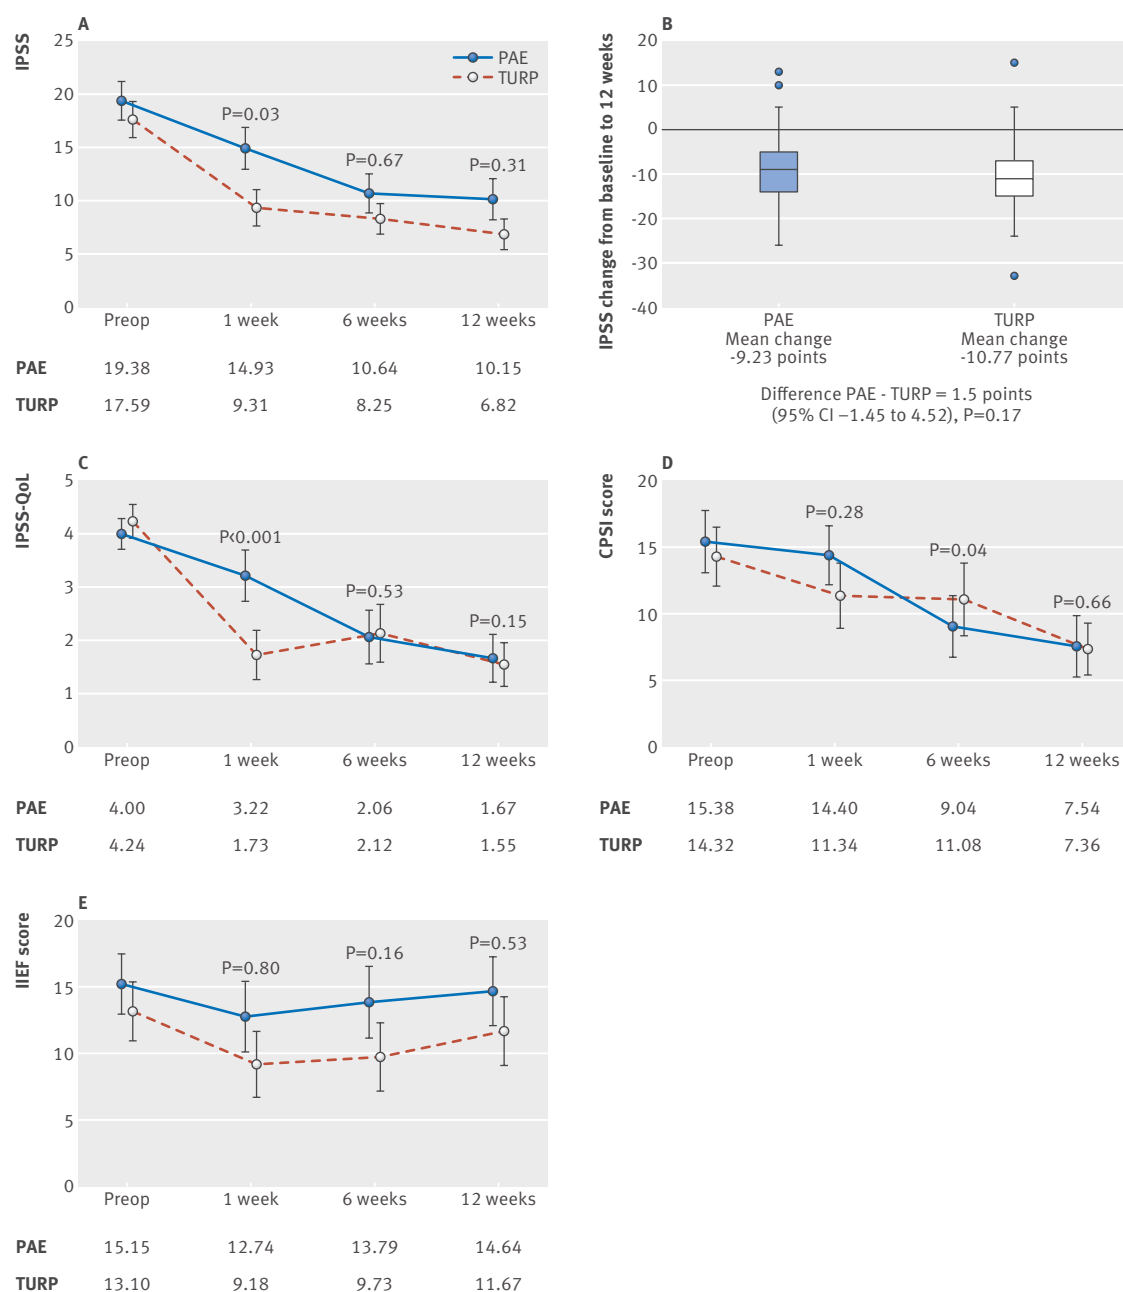 A
IPSS
25
20
15
10
5
0
PAE
TURP
P=0.03
P=0.67
P=0.31
Preop 1 week 6 weeks 12 weeks
PAE 19.38 14.93 10.64 10.15
TURP 17.59 9.31 8.25 6.82
B
IPSS change from baseline to 12 weeks
20
10
0
-10
-20
-30
-40
PAE
Mean change
-9.23 points
TURP
Mean change
-10.77 points
Difference PAE - TURP = 1.5 points
(95% CI −1.45 to 4.52), P=0.17
C
IPSS-QoL
5
4
3
2
1
0
P<0.001
P=0.53
P=0.15
Preop 1 week 6 weeks 12 weeks
PAE 4.00 3.22 2.06 1.67
TURP 4.24 1.73 2.12 1.55
D
CPSI score
20
15
10
5
0
P=0.28
P=0.04
P=0.66
Preop 1 week 6 weeks 12 weeks
PAE 15.38 14.40 9.04 7.54
TURP 14.32 11.34 11.08 7.36
E
IIEF score
20
15
10
5
0
P=0.80
P=0.16
P=0.53
Preop 1 week 6 weeks 12 weeks
PAE 15.15 12.74 13.79 14.64
TURP 13.10 9.18 9.73 11.67